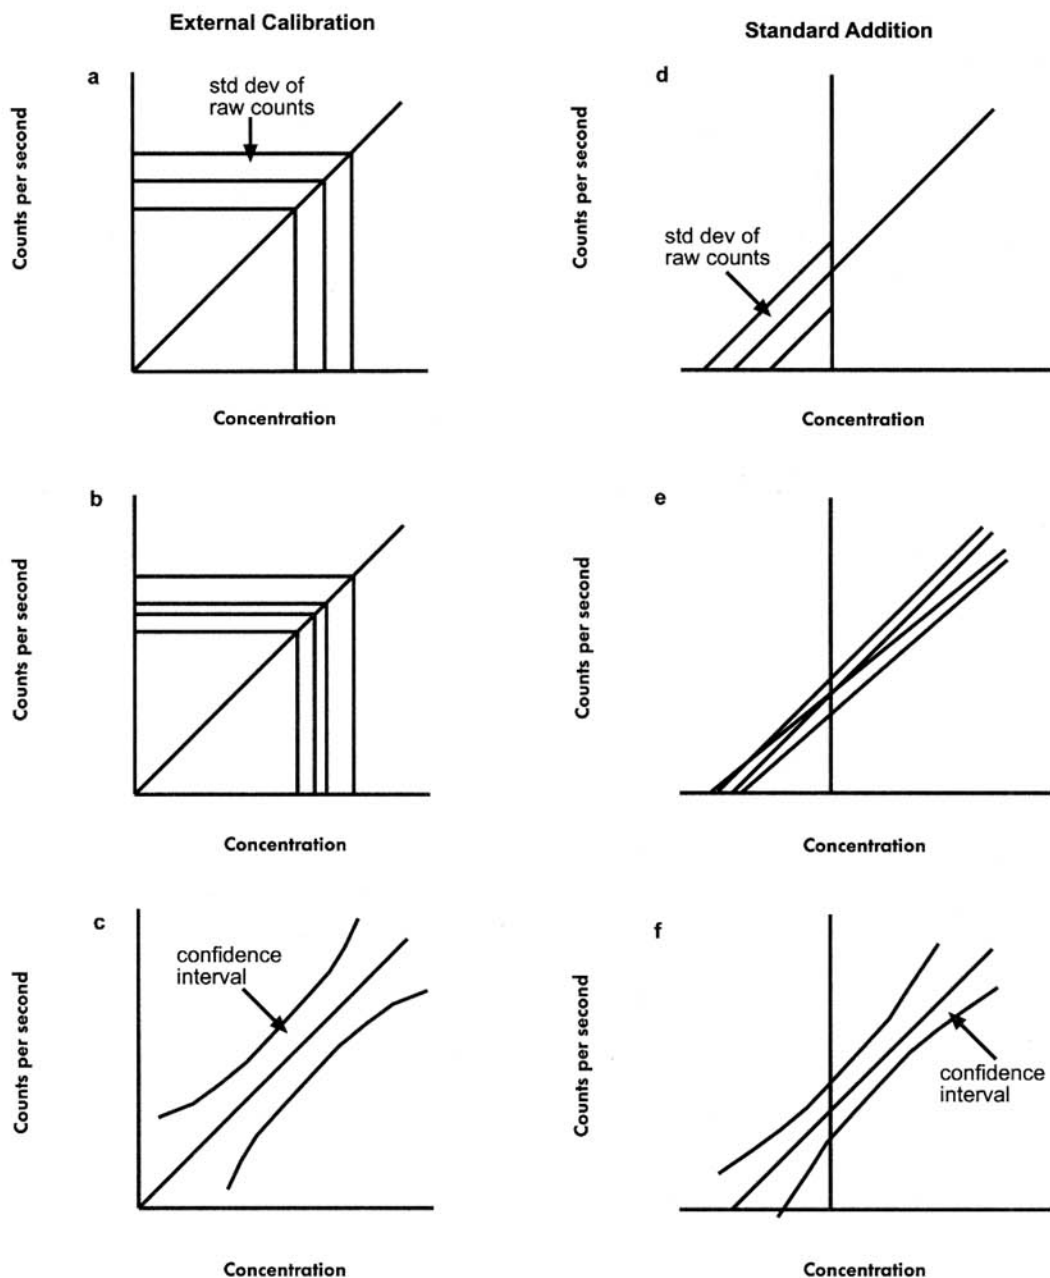 External Calibration
Standard Addition
a
std dev of
raw counts
Counts per second
Concentration
d
std dev of
raw counts
Counts per second
Concentration
b
Counts per second
Concentration
e
Counts per second
Concentration
c
confidence
interval
Counts per second
Concentration
f
confidence
interval
Counts per second
Concentration